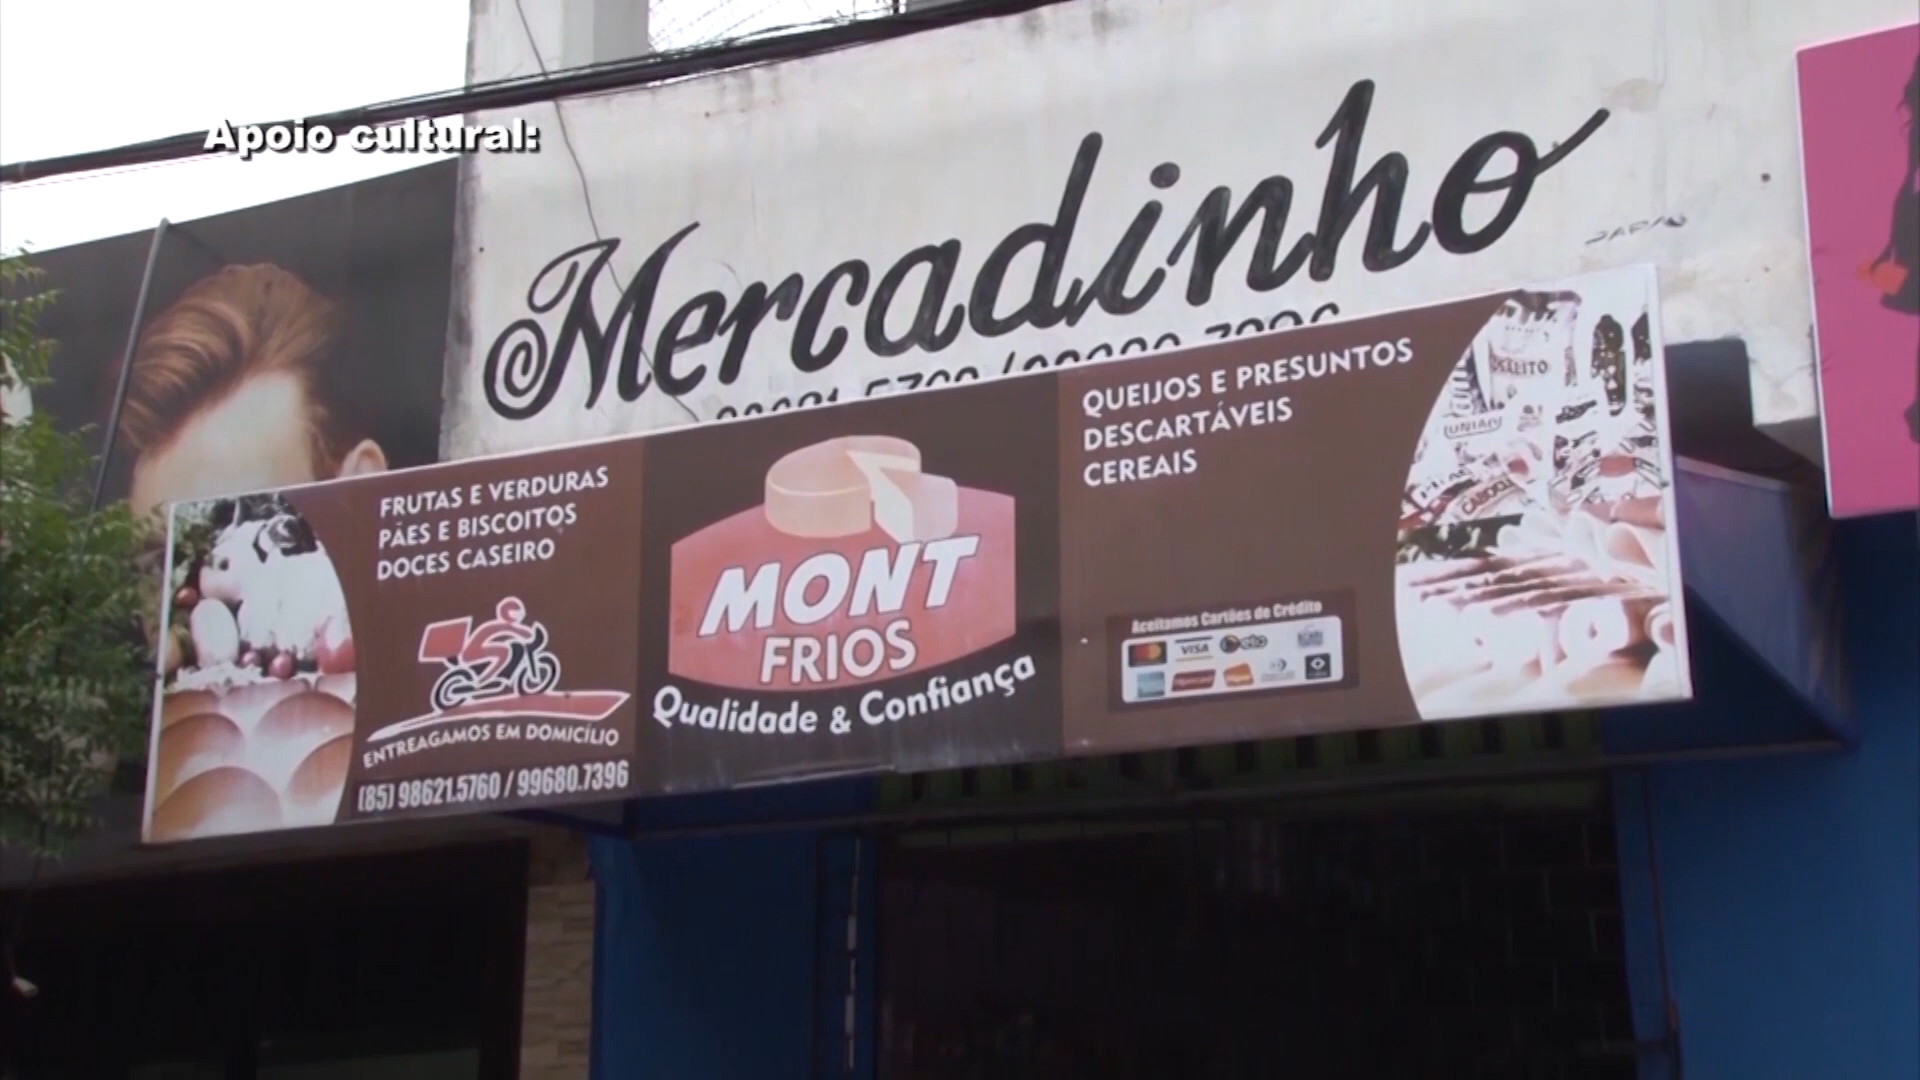 Apoio cultural:
Mercadinho
FRUTAS E VERDURAS
PÃES E BISCOITOS
DOCES CASEIRO
ENTREAGAMOS EM DOMICÍLIO
(85) 98621.5760 / 99680.7396
MONT
FRIOS
Qualidade & Confiança
QUEIJOS E PRESUNTOS
DESCARTÁVEIS
CEREAIS
Aceitamos Cartões de Crédito
VISA
UNIÃO